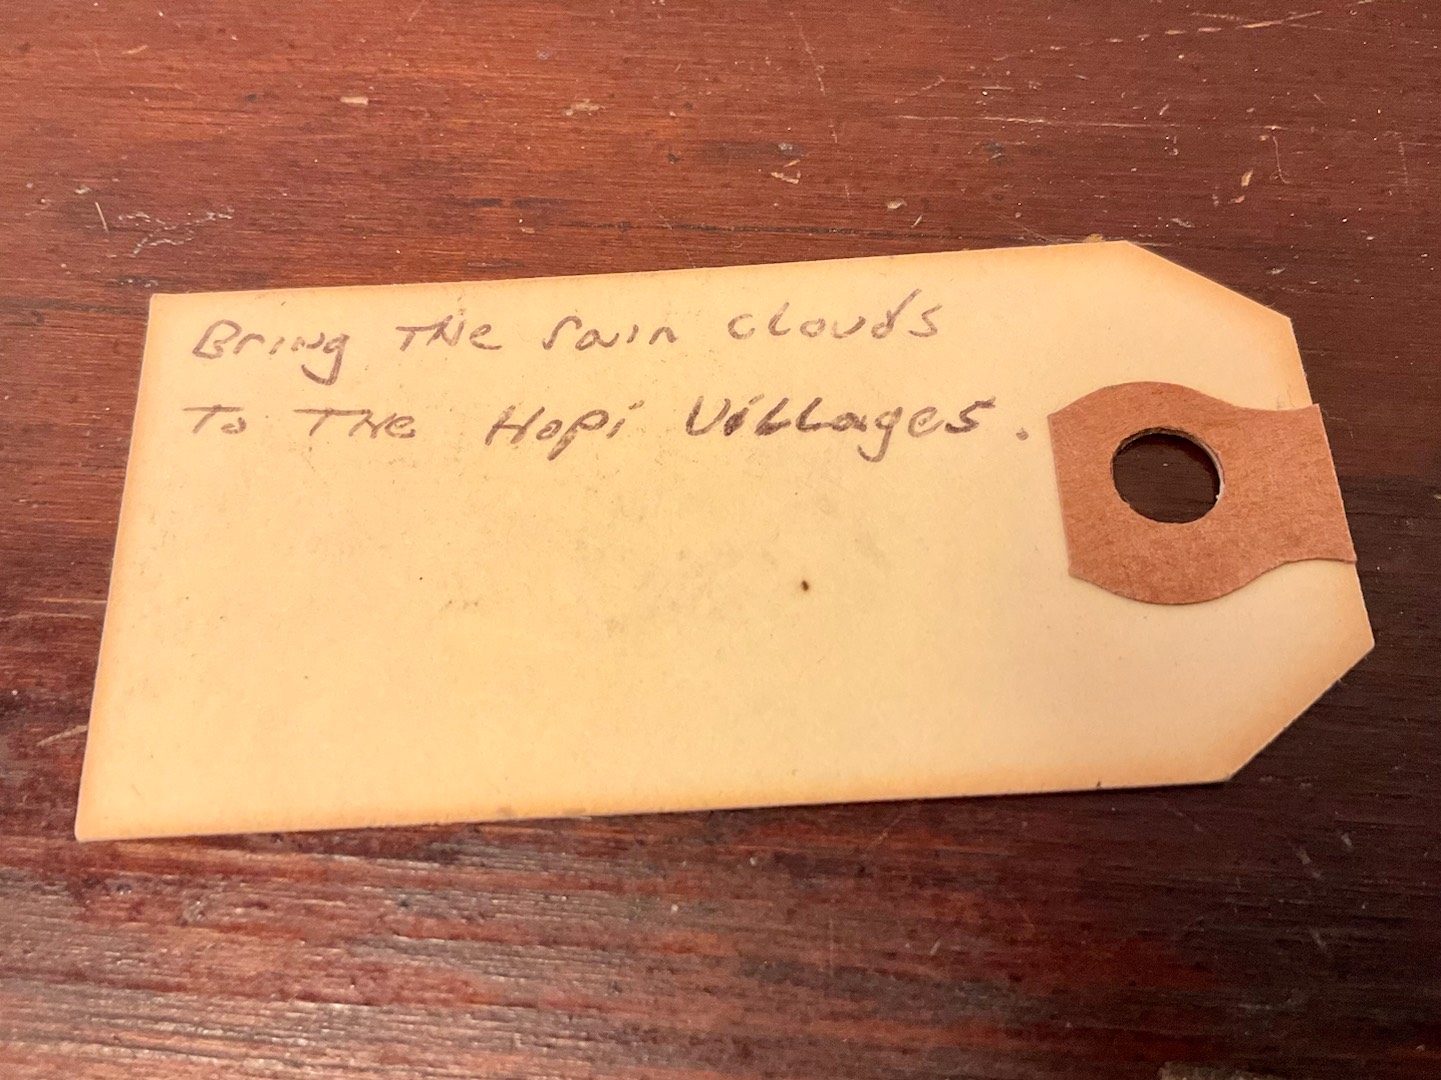 Bring THe rain clouds
To THe Hopi ViLLages.